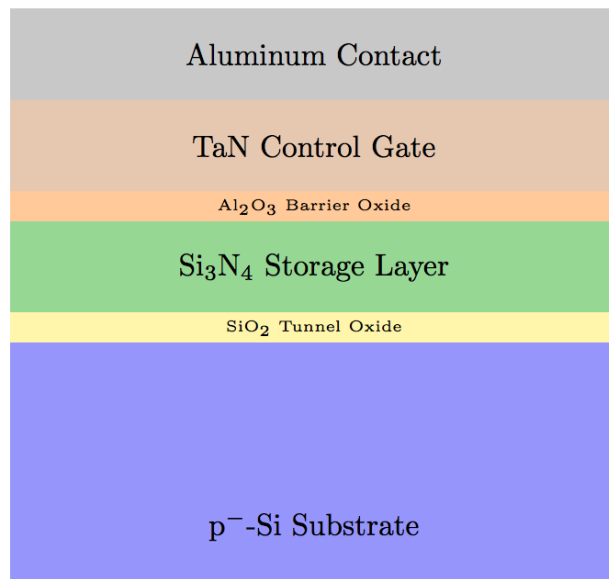 Aluminum Contact
TaN Control Gate
Al₂O₃ Barrier Oxide
Si₃N₄ Storage Layer
SiO₂ Tunnel Oxide
p⁻-Si Substrate